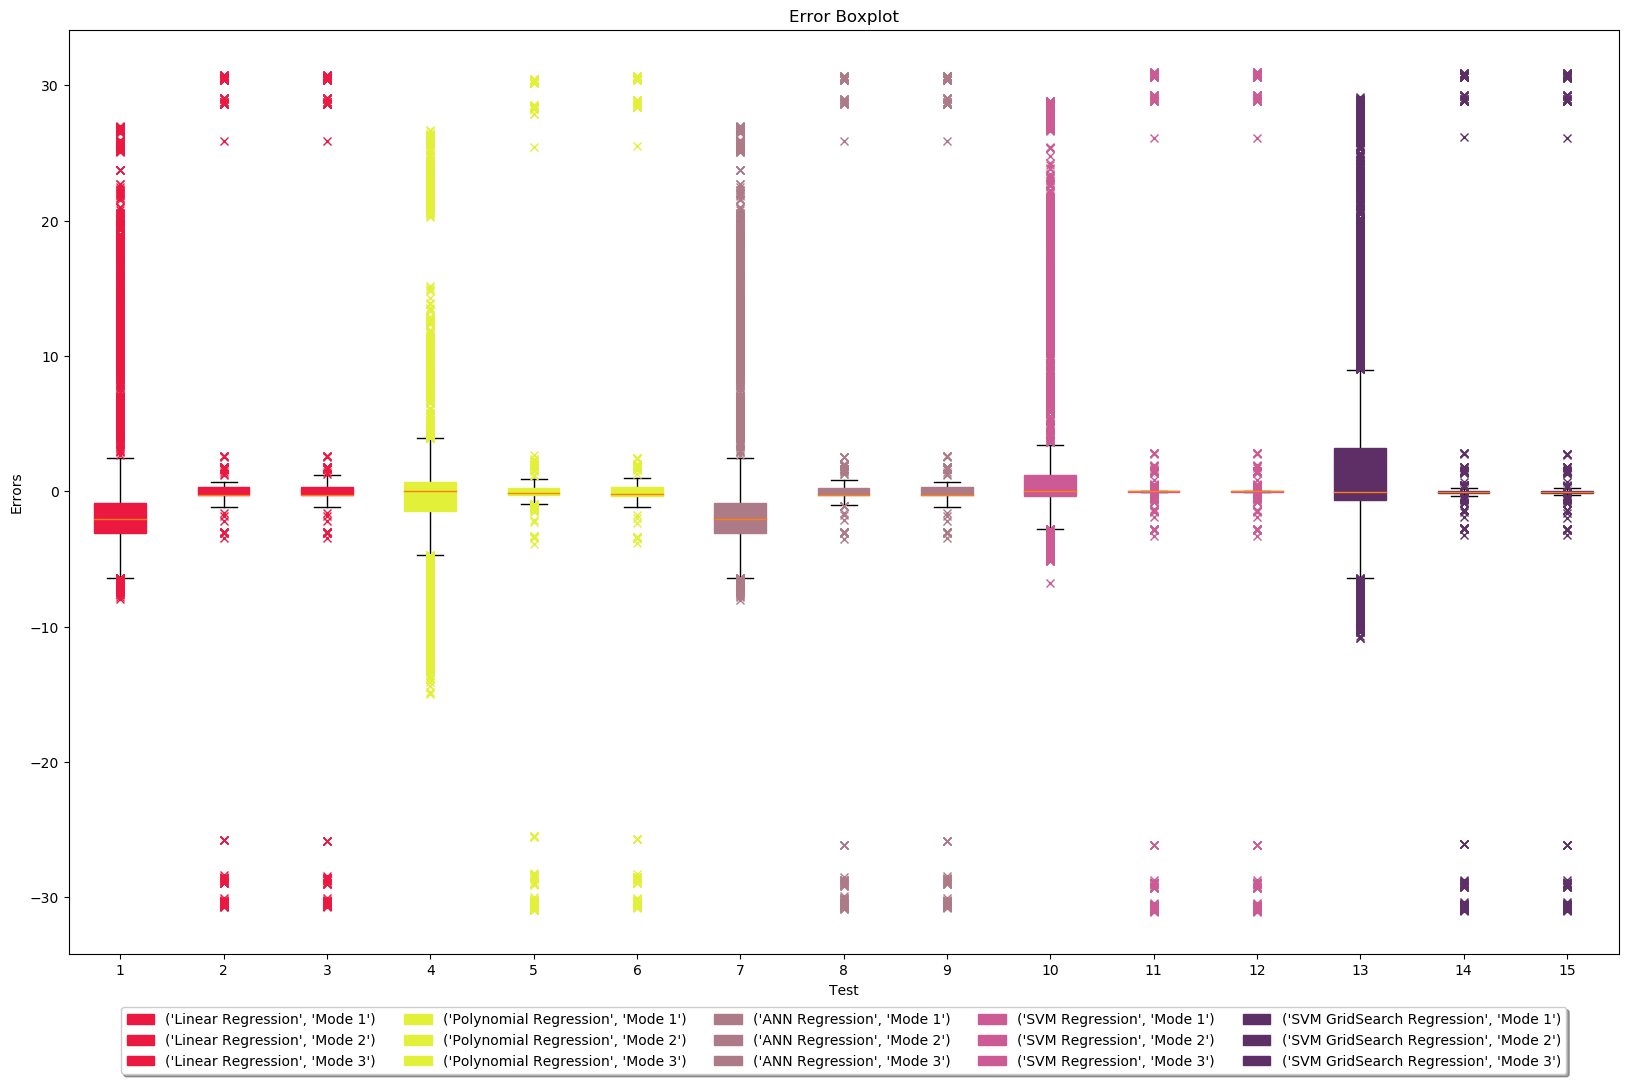 Error Boxplot
30
20
10
0
−10
−20
−30
Errors
1 2 3 4 5 6 7 8 9 10 11 12 13 14 15
Test
('Linear Regression', 'Mode 1') ('Polynomial Regression', 'Mode 1') ('ANN Regression', 'Mode 1') ('SVM Regression', 'Mode 1') ('SVM GridSearch Regression', 'Mode 1')
('Linear Regression', 'Mode 2') ('Polynomial Regression', 'Mode 2') ('ANN Regression', 'Mode 2') ('SVM Regression', 'Mode 2') ('SVM GridSearch Regression', 'Mode 2')
('Linear Regression', 'Mode 3') ('Polynomial Regression', 'Mode 3') ('ANN Regression', 'Mode 3') ('SVM Regression', 'Mode 3') ('SVM GridSearch Regression', 'Mode 3')